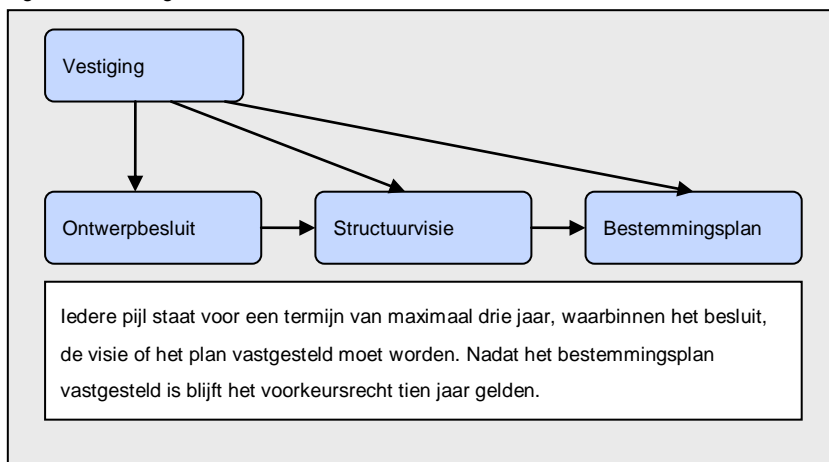 Vestiging
Ontwerpbesluit
Structuurvisie
Bestemmingsplan
Iedere pijl staat voor een termijn van maximaal drie jaar, waarbinnen het besluit,
de visie of het plan vastgesteld moet worden. Nadat het bestemmingsplan
vastgesteld is blijft het voorkeursrecht tien jaar gelden.